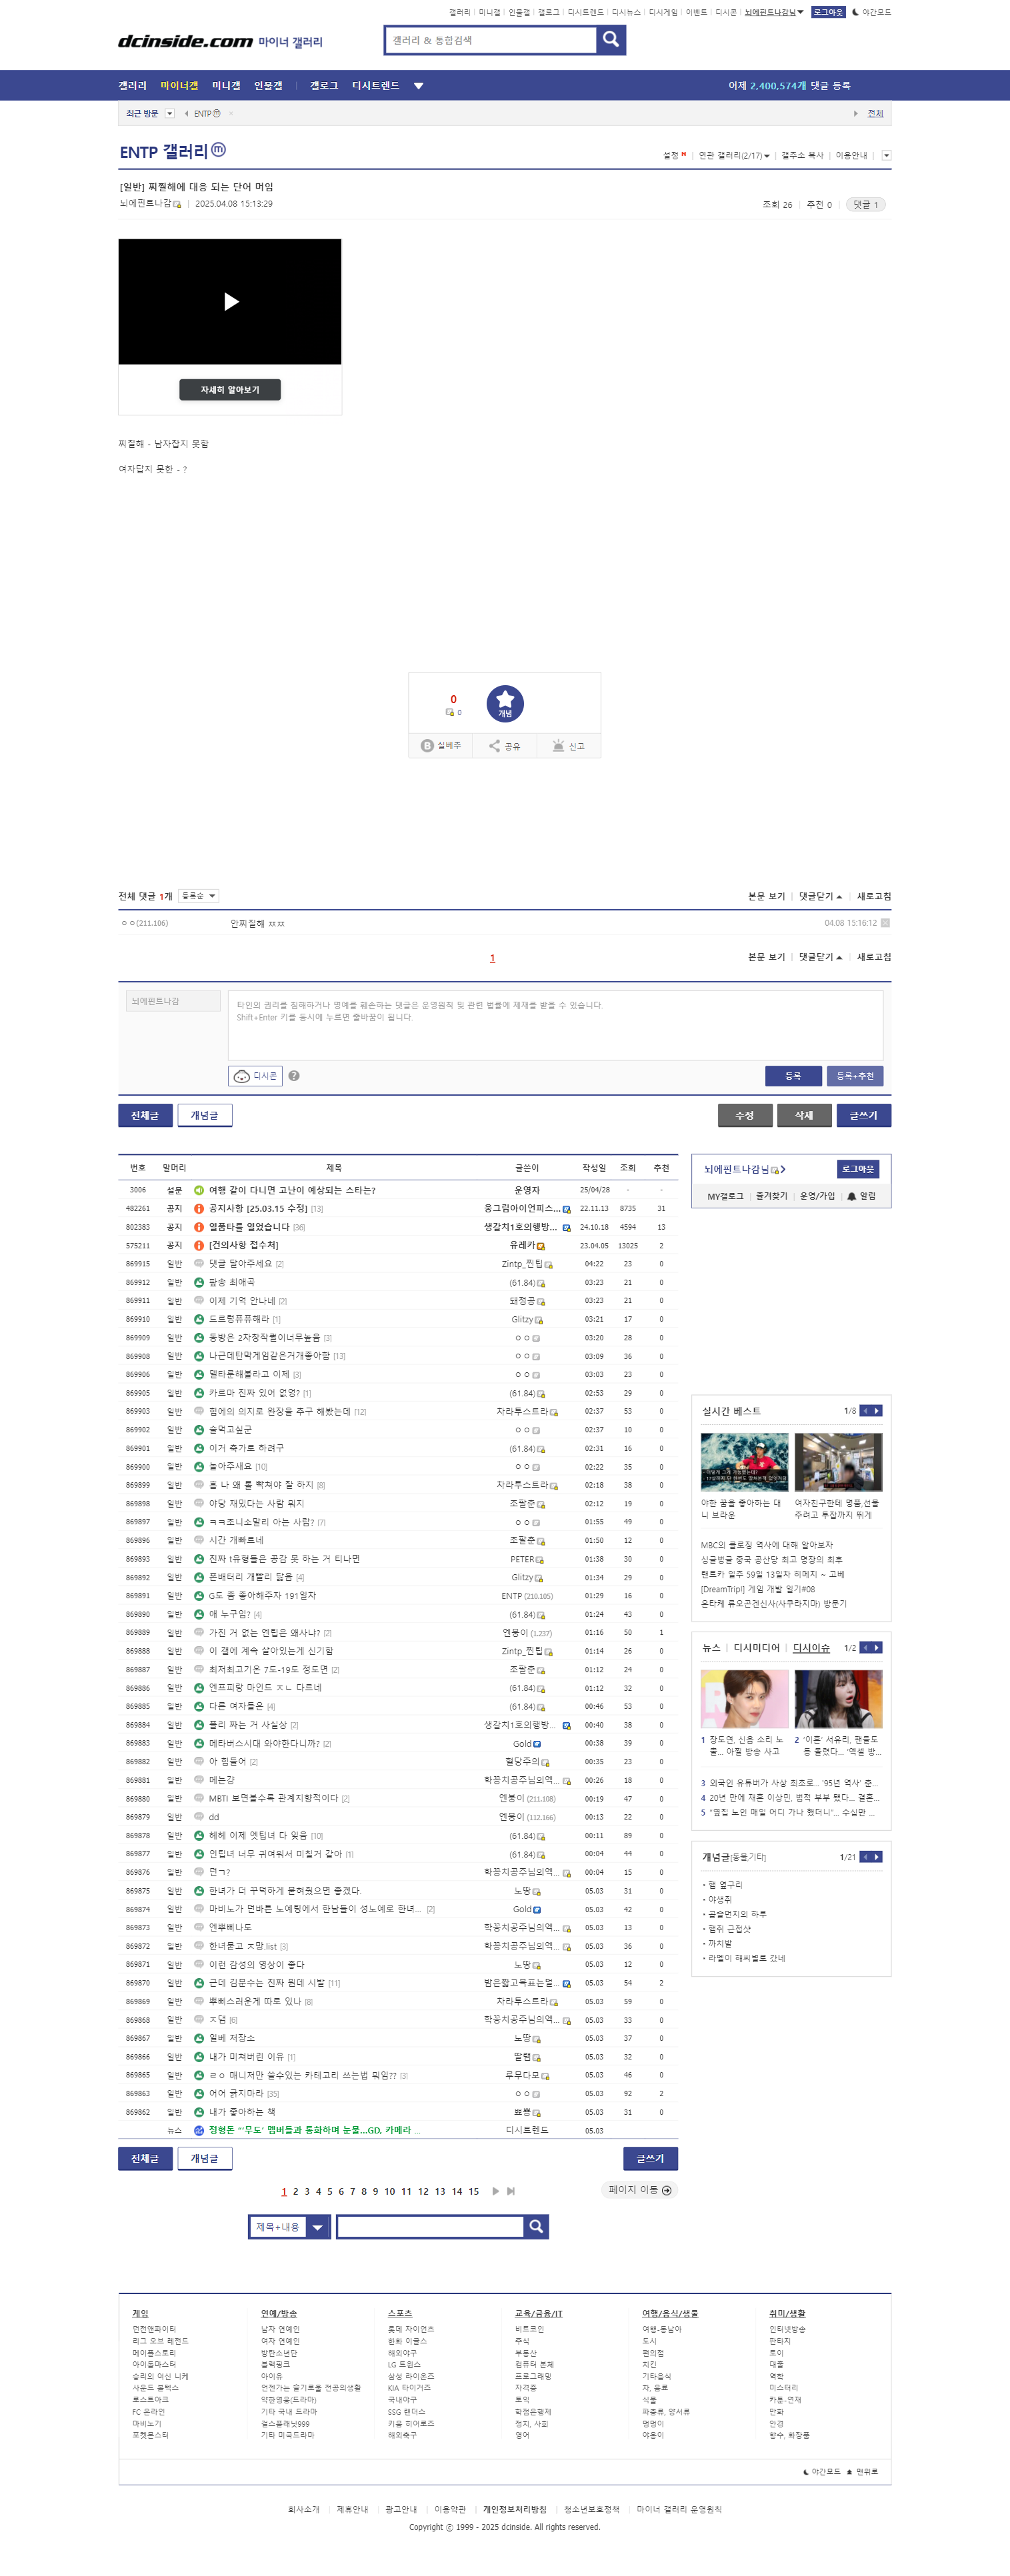 갤러리 | 미니갤 | 인물갤 | 갤로그 | 디시트렌드 | 디시뉴스 | 디시게임 | 이벤트 | 디시콘 | 뇌에핀트나감님 로그아웃 야간모드
dcinside.com 마이너 갤러리
갤러리 & 통합검색
갤러리 마이너갤 미니갤 인물갤 | 갤로그 디시트렌드
어제 2,400,574개 댓글 등록
최근 방문 ENTP ⓜ 전체
ENTP 갤러리 ⓜ
설정 | 연관 갤러리(2/17) | 갤주소 복사 | 이용안내 |
[일반] 찌찔해에 대응 되는 단어 머임
뇌에핀트나감 | 2025.04.08 15:13:29
조회 26 | 추천 0 | 댓글 1
자세히 알아보기
찌질해 - 남자잡지 못함
여자답지 못한 - ?
0
0
개념
실베추 공유 신고
전체 댓글 1개 등록순
본문 보기 | 댓글닫기 | 새로고침
ㅇㅇ(211.106) 안찌질해 ㅉㅉ 04.08 15:16:12
1
본문 보기 | 댓글닫기 | 새로고침
뇌에핀트나감
타인의 권리를 침해하거나 명예를 훼손하는 댓글은 운영원칙 및 관련 법률에 제재를 받을 수 있습니다.
Shift+Enter 키를 동시에 누르면 줄바꿈이 됩니다.
디시콘 ? 등록 등록+추천
전체글 개념글 수정 삭제 글쓰기
번호 말머리 제목 글쓴이 작성일 조회 추천
3006 설문 여행 같이 다니면 고난이 예상되는 스타는? 운영자 25/04/28 - -
482261 공지 공지사항 [25.03.15 수정] [13] 웅그림아이언피스... 22.11.13 8735 31
802383 공지 열품타를 열었습니다 [36] 생갈치1호의행방... 24.10.18 4594 13
575211 공지 [건의사항 접수처] 유레카 23.04.05 13025 2
869915 일반 댓글 달아주세요 [2] Zintp_찐팁 04:22 23 0
869912 일반 팔송 최애곡 (61.84) 03:23 21 0
869911 일반 이제 기억 안나네 [2] 돼정공 03:23 21 0
869910 일반 드르렁퓨퓨해라 [1] Glitzy 03:21 17 0
869909 일반 동방은 2차창작퀄이너무높음 [3] ㅇㅇ 03:20 28 0
869908 일반 나근데탄막게임같은거개좋아함 [13] ㅇㅇ 03:09 36 0
869906 일반 델타룬해볼라고 이제 [3] ㅇㅇ 03:03 23 0
869905 일반 카르마 진짜 있어 없엉? [1] (61.84) 02:53 29 0
869903 일반 힘에의 의지로 완장을 추구 해봤는데 [12] 자라투스트라 02:37 53 0
869902 일반 술먹고싶군 ㅇㅇ 02:37 10 0
869901 일반 이거 축가로 하려구 (61.84) 02:31 16 0
869900 일반 놀아주새요 [10] ㅇㅇ 02:22 35 0
869899 일반 흠 나 왜 롤 빡쳐야 잘 하지 [8] 자라투스트라 02:18 38 0
869898 일반 야당 재밌다는 사람 뭐지 조팔춘 02:12 19 0
869897 일반 ㅋㅋ조니소말리 아는 사람? [7] ㅇㅇ 01:55 49 0
869896 일반 시간 개빠르네 조팔춘 01:50 12 0
869893 일반 진짜 t유형들은 공감 못 하는 거 티나면 PETER 01:38 30 0
869892 일반 폰배터리 개빨리 닳음 [4] Glitzy 01:34 29 0
869891 일반 G도 좀 좋아해주자 191일차 ENTP (210.105) 01:29 16 0
869890 일반 얘 누구임? [4] (61.84) 01:24 43 0
869889 일반 가진 거 없는 엔팁은 왜사냐? [2] 엔붕이 (1.237) 01:16 50 1
869888 일반 이 갤에 계속 살아있는게 신기함 Zintp_찐팁 01:14 26 0
869887 일반 최저최고기온 7도-19도 정도면 [2] 조팔춘 01:12 24 0
869886 일반 엔프피랑 마인드 ㅈㄴ 다르네 (61.84) 01:12 32 0
869885 일반 다른 여자들은 [4] (61.84) 00:46 53 0
869884 일반 플리 짜는 거 사실상 [2] 생갈치1호의행방... 00:40 38 0
869883 일반 메타버스시대 와야한다니까? [2] Gold 00:38 39 0
869882 일반 아 힘들어 [2] 혈당주의 00:35 23 0
869881 일반 메는걍 학꽁치공주님의역... 00:26 18 0
869880 일반 MBTI 보면볼수록 관계지향적이다 [2] 엔붕이 (211.108) 00:19 47 0
869879 일반 dd 엔붕이 (112.166) 00:13 22 0
869878 일반 헤헤 이제 엣팁녀 다 잊음 [10] (61.84) 00:11 89 0
869877 일반 인팁녀 너무 귀여워서 미칠거 같아 [1] (61.84) 00:04 44 0
869876 일반 먼ㄱ? 학꽁치공주님의역... 00:04 15 0
869875 일반 한녀가 더 꾸덕하게 묻혀줬으면 좋겠다. 노땅 05.03 31 0
869874 일반 마비노가 던바튼 노예팅에서 한남들이 성노예로 한녀... [2] Gold 05.03 42 0
869873 일반 엔뿌삐나도 학꽁치공주님의역... 05.03 13 0
869872 일반 한녀묻고 ㅈ망.list [3] 학꽁치공주님의역... 05.03 36 0
869871 일반 이런 감성의 영상이 좋다 노땅 05.03 12 0
869870 일반 근데 김문수는 진짜 뭔데 시발 [11] 밤은짧고목표는멀... 05.03 54 2
869869 일반 뿌삐스러운게 따로 있나 [8] 자라투스트라 05.03 59 0
869868 일반 ㅈ댐 [6] 학꽁치공주님의역... 05.03 33 0
869867 일반 일베 저장소 노땅 05.03 37 0
869866 일반 내가 미쳐버린 이유 [1] 딸램 05.03 32 0
869865 일반 ㄹㅇ 매니저만 쓸수있는 카테고리 쓰는법 뭐임?? [3] 루무다모 05.03 46 0
869863 일반 어어 긁지마라 [35] ㅇㅇ 05.03 92 2
869862 일반 내가 좋아하는 책 쁘뿡 05.03 31 0
뉴스 정형돈 “‘무도’ 멤버들과 통화하며 눈물…GD, 카메라 ... 디시트렌드 05.03
전체글 개념글 글쓰기
1 2 3 4 5 6 7 8 9 10 11 12 13 14 15
페이지 이동
제목+내용
뇌에핀트나감님 로그아웃
MY갤로그 | 즐겨찾기 | 운영/가입 | 알림
실시간 베스트 1/8
야한 꿈을 좋아하는 대니 브라운
여자친구한테 명품,선물 주려고 투잡까지 뛰게
MBC의 클로징 역사에 대해 알아보자
싱글벙글 중국 공산당 최고 명장의 최후
텐트카 일주 59일 13일차 히메지 ~ 고베
[DreamTrip!] 게임 개발 일기#08
온타케 류오곤겐신사(사쿠라지마) 방문기
뉴스 | 디시미디어 | 디시이슈 1/2
1 장도연, 신음 소리 노출... 아찔 방송 사고
2 '이혼' 서유리, 팬들도 등 돌렸다... '엑셀 방...
3 외국인 유튜버가 사상 최초로... '95년 역사' 춘...
4 20년 만에 재혼 이상민, 법적 부부 됐다... 결혼...
5 “옆집 노인 매일 어디 가나 했더니”... 수십만 ...
개념글[동물,기타] 1/21
햄 옆구리
야생쥐
곱슬먼지의 하루
햄쥐 근접샷
까치발
라델이 해씨별로 갔네
게임
던전앤파이터
리그 오브 레전드
메이플스토리
아이돌마스터
승리의 여신 니케
사운드 볼텍스
로스트아크
FC 온라인
마비노기
포켓몬스터
연예/방송
남자 연예인
여자 연예인
방탄소년단
블랙핑크
아이유
언젠가는 슬기로울 전공의생활
약한영웅(드라마)
기타 국내 드라마
걸스플래닛999
기타 미국드라마
스포츠
롯데 자이언츠
한화 이글스
해외야구
LG 트윈스
삼성 라이온즈
KIA 타이거즈
국내야구
SSG 랜더스
키움 히어로즈
해외축구
교육/금융/IT
비트코인
주식
부동산
컴퓨터 본체
프로그래밍
자격증
토익
학점은행제
정치, 사회
영어
여행/음식/생물
여행-동남아
도시
편의점
치킨
기타음식
차, 음료
식물
파충류, 양서류
멍멍이
야옹이
취미/생활
인터넷방송
판타지
토이
대출
역학
미스터리
카툰-연재
만화
안경
향수, 화장품
야간모드 맨위로
회사소개 | 제휴안내 | 광고안내 | 이용약관 | 개인정보처리방침 | 청소년보호정책 | 마이너 갤러리 운영원칙
Copyright ⓒ 1999 - 2025 dcinside. All rights reserved.